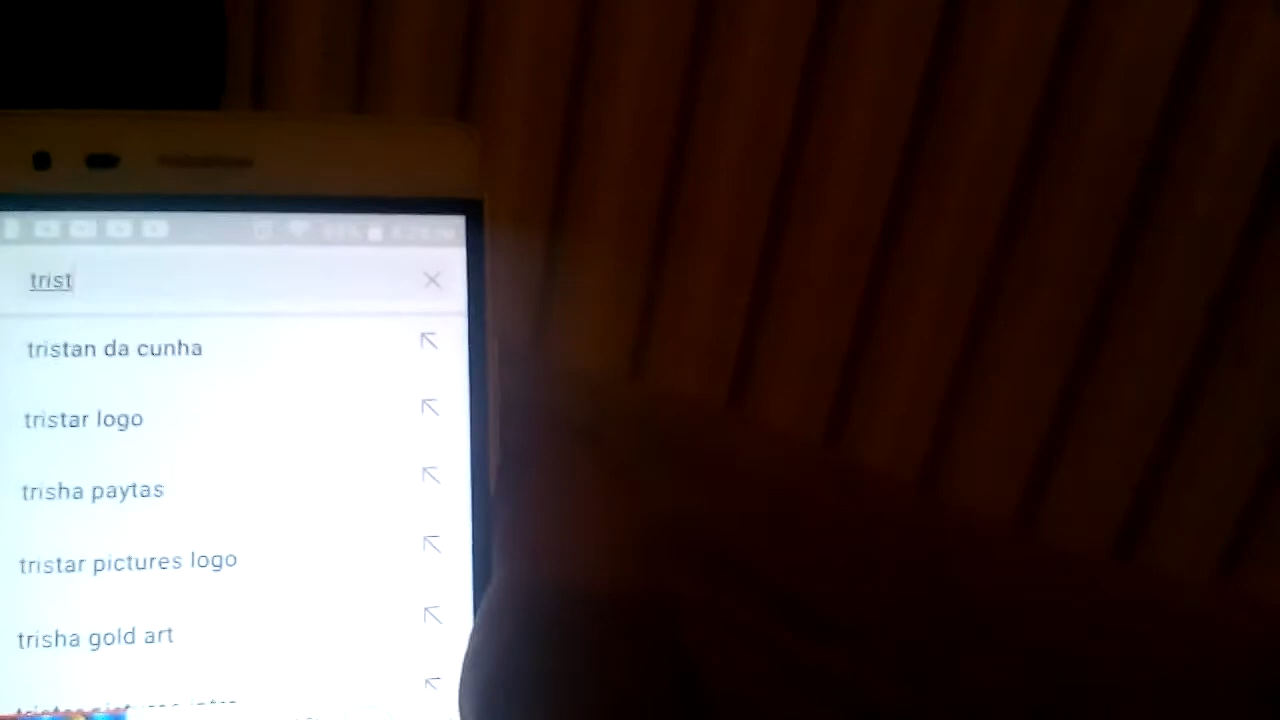 trist
tristan da cunha
tristar logo
trisha paytas
tristar pictures logo
trisha gold art